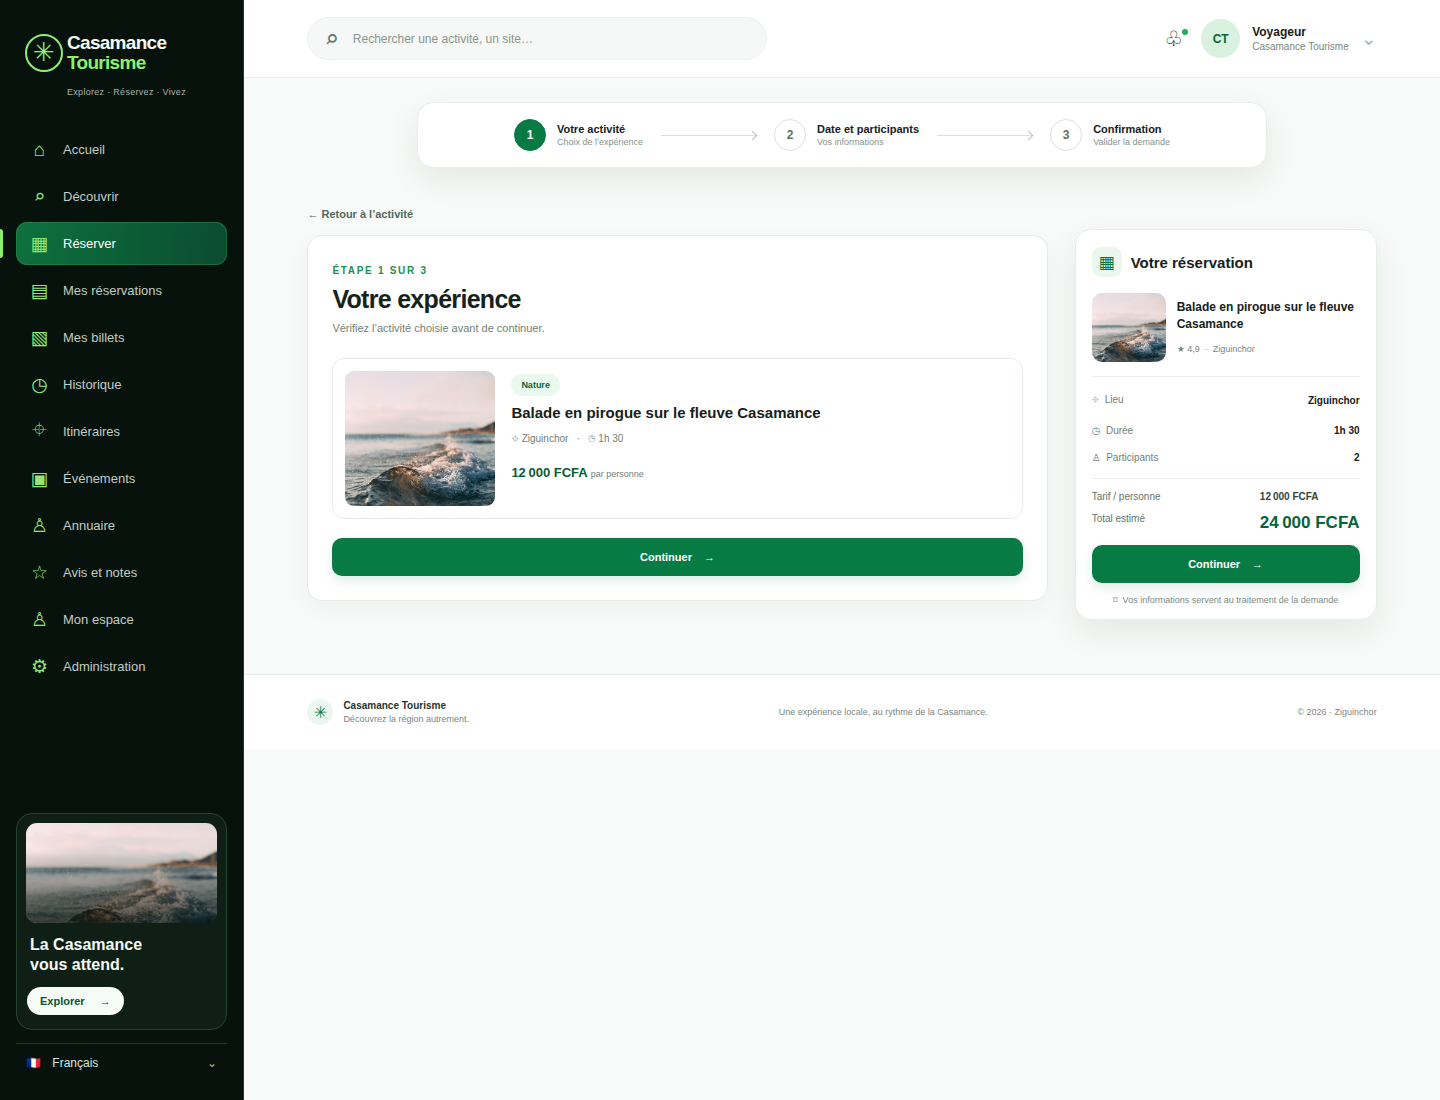 Casamance
Tourisme
Explorez · Réservez · Vivez
Accueil
Découvrir
Réserver
Mes réservations
Mes billets
Historique
Itinéraires
Événements
Annuaire
Avis et notes
Mon espace
Administration
La Casamance
vous attend.
Explorer →
Français
Rechercher une activité, un site…
CT
Voyageur
Casamance Tourisme
1
Votre activité
Choix de l'expérience
2
Date et participants
Vos informations
3
Confirmation
Valider la demande
← Retour à l'activité
ÉTAPE 1 SUR 3
Votre expérience
Vérifiez l'activité choisie avant de continuer.
Nature
Balade en pirogue sur le fleuve Casamance
Ziguinchor · 1h 30
12 000 FCFA par personne
Continuer →
Votre réservation
Balade en pirogue sur le fleuve
Casamance
★ 4,9 · Ziguinchor
Lieu Ziguinchor
Durée 1h 30
Participants 2
Tarif / personne 12 000 FCFA
Total estimé 24 000 FCFA
Continuer →
Vos informations servent au traitement de la demande
Casamance Tourisme
Découvrez la région autrement.
Une expérience locale, au rythme de la Casamance.
© 2026 · Ziguinchor